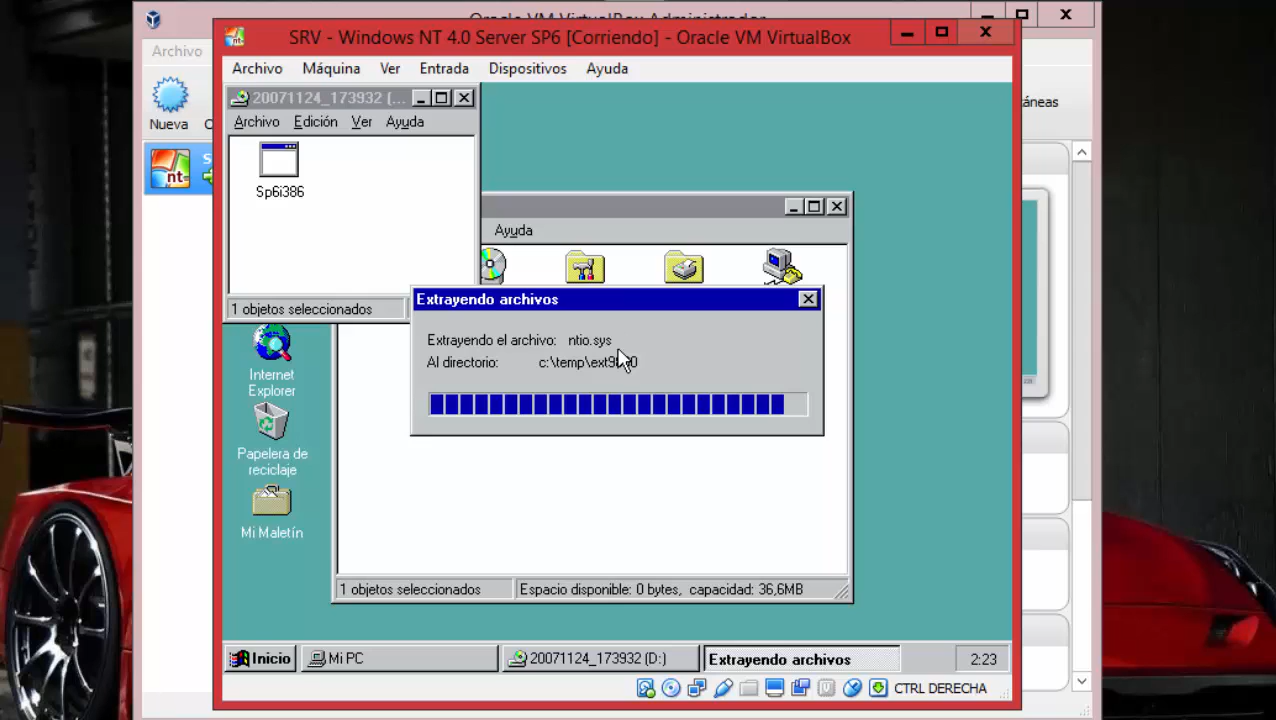 Oracle VM VirtualBox Administrador
SRV - Windows NT 4.0 Server SP6 [Corriendo] - Oracle VM VirtualBox
Archivo
Archivo Máquina Ver Entrada Dispositivos Ayuda
20071124_173932 (...
Nueva
táneas
Archivo Edición Ver Ayuda
nt
Sp6i386
Ayuda
1 objetos seleccionados
Extrayendo archivos
Extrayendo el archivo: ntio.sys
Al directorio:
Internet
Explorer
Papelera de
reciclaje
Mi Maletín
1 objetos seleccionados Espacio disponible: 0 bytes, capacidad: 36,6MB
Inicio Mi PC 20071124_173932 (D:) Extrayendo archivos 2:23
CTRL DERECHA